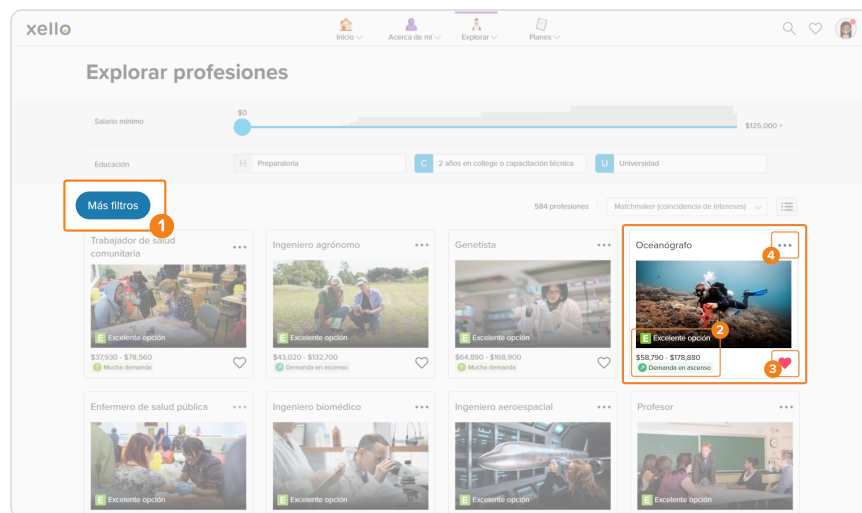 xello
Inicio
Acerca de mí
Explorar
Planes
Explorar profesiones
Salario mínimo
$0
$125,000 +
Educación
H Preparatoria
C 2 años en college o capacitación técnica
U Universidad
Más filtros
1
584 profesiones
Matchmaker (coincidencia de Intereses)
Trabajador de salud
comunitaria
E Excelente opción
$37,930 - $78,560
Mucha demanda
Ingeniero agrónomo
E Excelente opción
$43,020 - $132,700
Demanda en ascenso
Genetista
E Excelente opción
$64,890 - $168,900
Mucha demanda
Oceanógrafo
4
E Excelente opción
2
$58,790 - $178,880
Demanda en ascenso
3
Enfermero de salud pública
E Excelente opción
Ingeniero biomédico
E Excelente opción
Ingeniero aeroespacial
E Excelente opción
Profesor
E Excelente opción